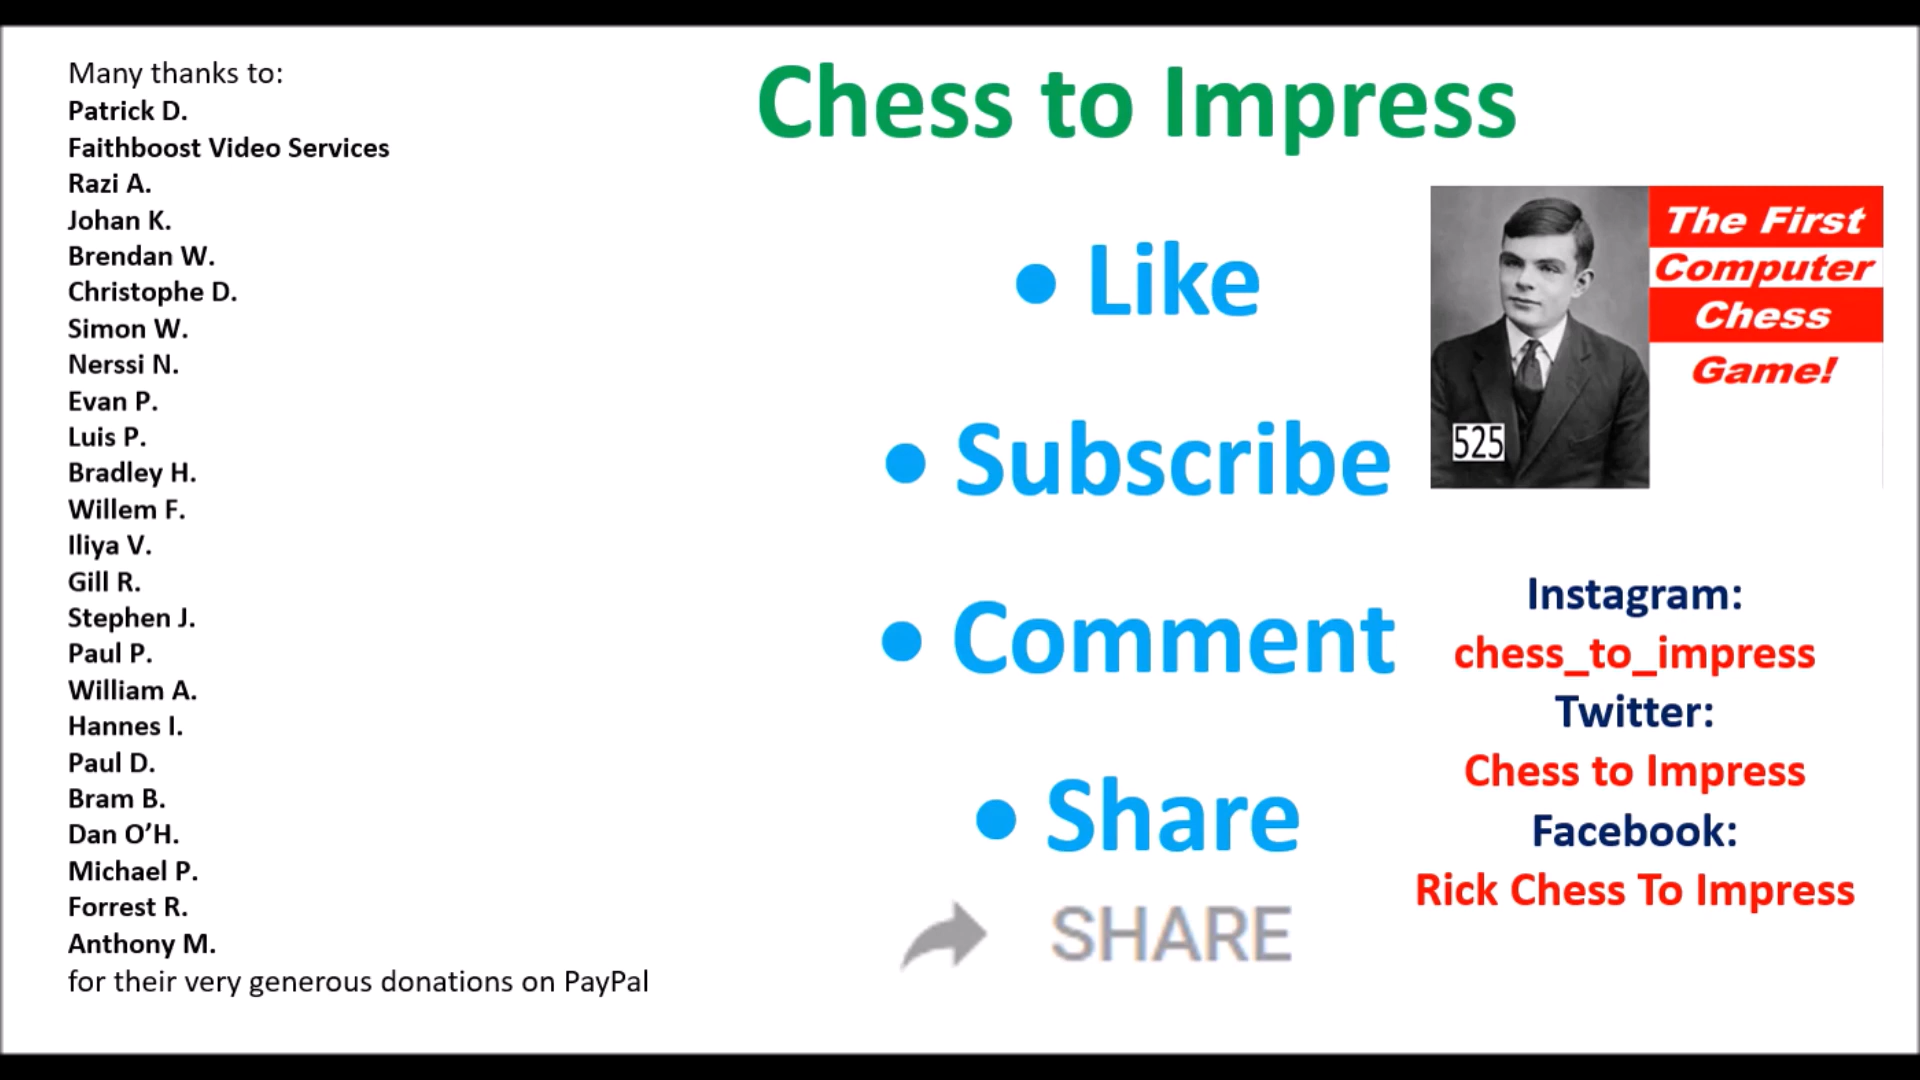 Many thanks to:
Patrick D.
Faithboost Video Services
Razi A.
Johan K.
Brendan W.
Christophe D.
Simon W.
Nerssi N.
Evan P.
Luis P.
Bradley H.
Willem F.
Iliya V.
Gill R.
Stephen J.
Paul P.
William A.
Hannes I.
Paul D.
Bram B.
Dan O’H.
Michael P.
Forrest R.
Anthony M.
for their very generous donations on PayPal
Chess to Impress
• Like
• Subscribe
• Comment
• Share
SHARE
The First
Computer
Chess
Game!
525
Instagram:
chess_to_impress
Twitter:
Chess to Impress
Facebook:
Rick Chess To Impress